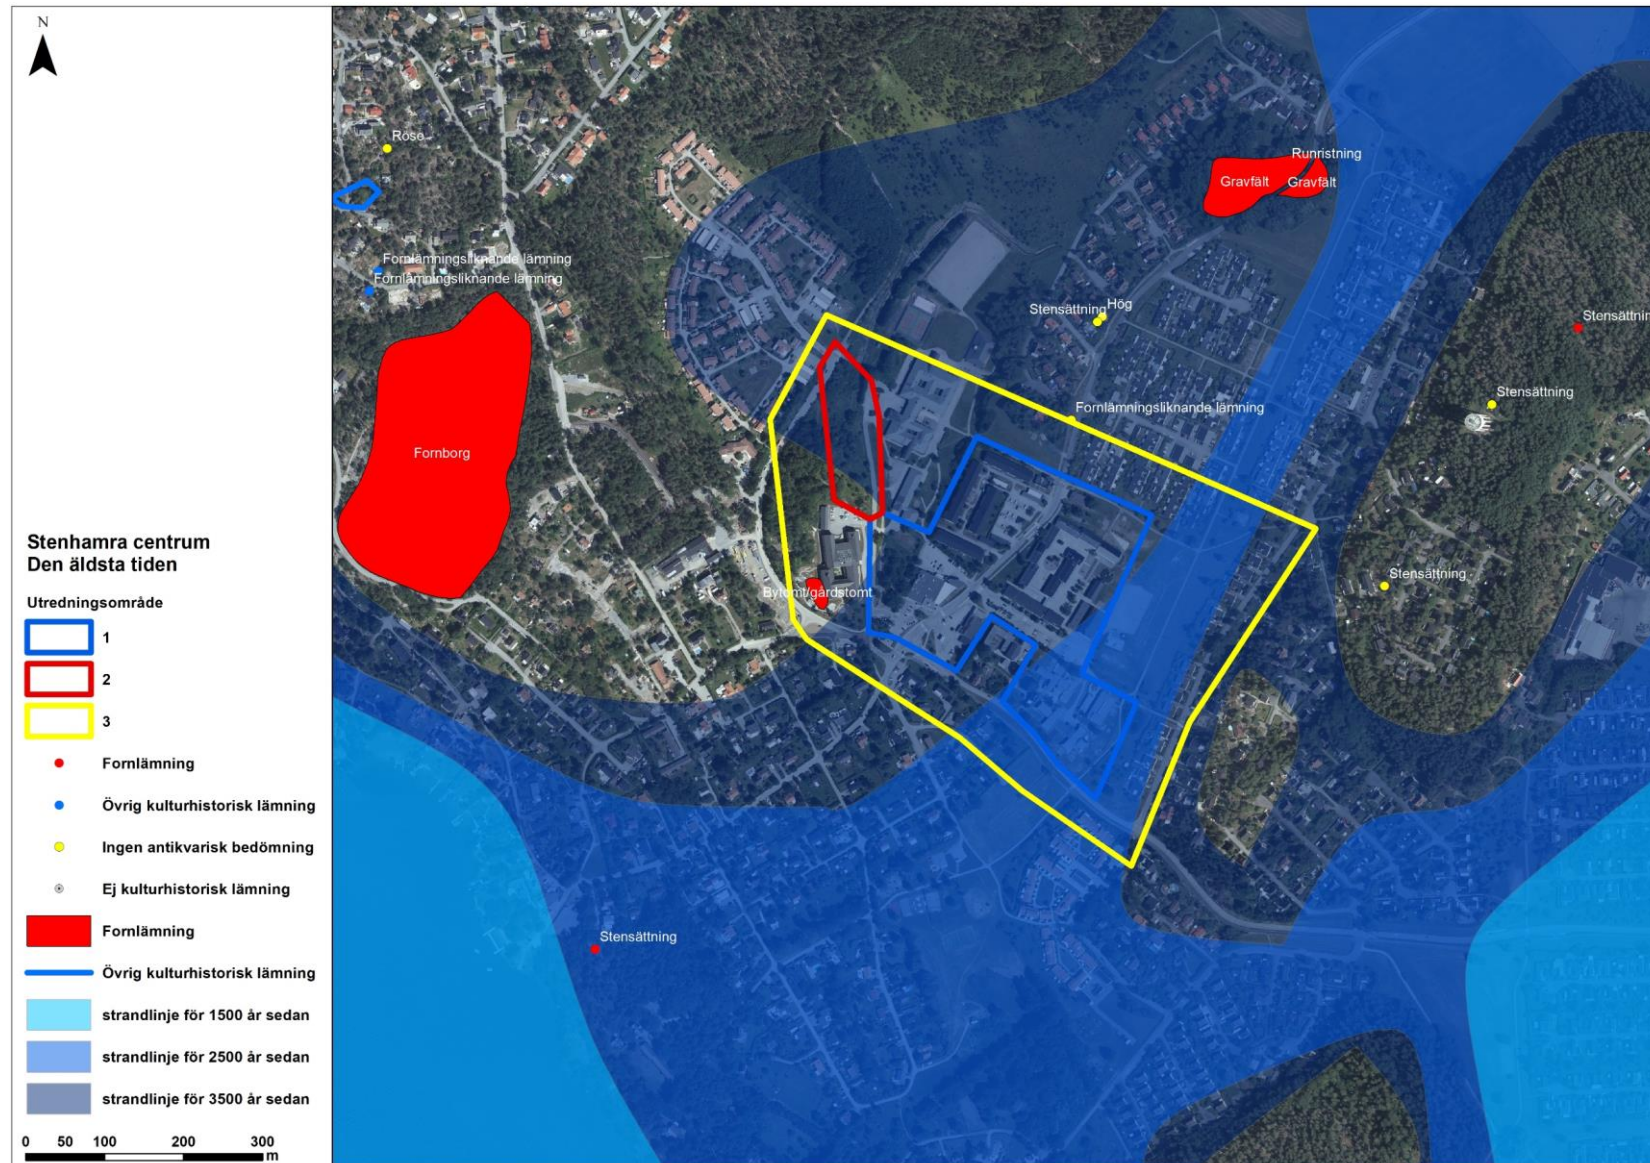 N
Stenhamra centrum
Den äldsta tiden
Utredningsområde
1
2
3
Fornlämning
Övrig kulturhistorisk lämning
Ingen antikvarisk bedömning
Ej kulturhistorisk lämning
Fornlämning
Övrig kulturhistorisk lämning
strandlinje för 1500 år sedan
strandlinje för 2500 år sedan
strandlinje för 3500 år sedan
0 50 100 200 300
m
Röse
Runristning
Gravfält
Gravfält
Fornlämningsliknande lämning
Fornlämningsliknande lämning
Stensättning
Hög
Stensättnin
Stensättning
Fornlämningsliknande lämning
Fornborg
Stensättning
Bytomt/gårdstomt
Stensättning